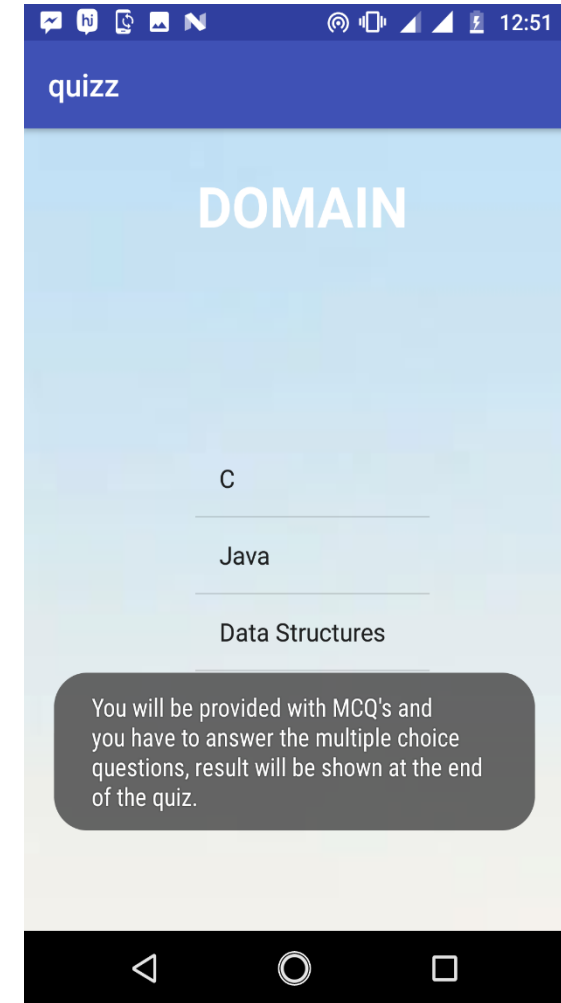 hi
N
12:51
quizz
DOMAIN
C
Java
Data Structures
You will be provided with MCQ's and
you have to answer the multiple choice
questions, result will be shown at the end
of the quiz.